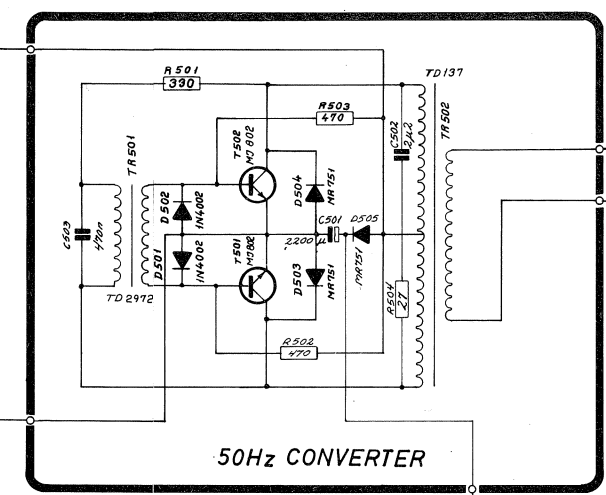 R501
330
TD137
R503
470
C502
2µ2
TR502
T502
MJ802
TR501
D502
1N4002
D504
MR751
C503
470n
C501
D505
2200 µ
D501
1N4002
T501
MJ802
D503
MR751
MR751
R504
27
TD2972
R502
470
50Hz CONVERTER